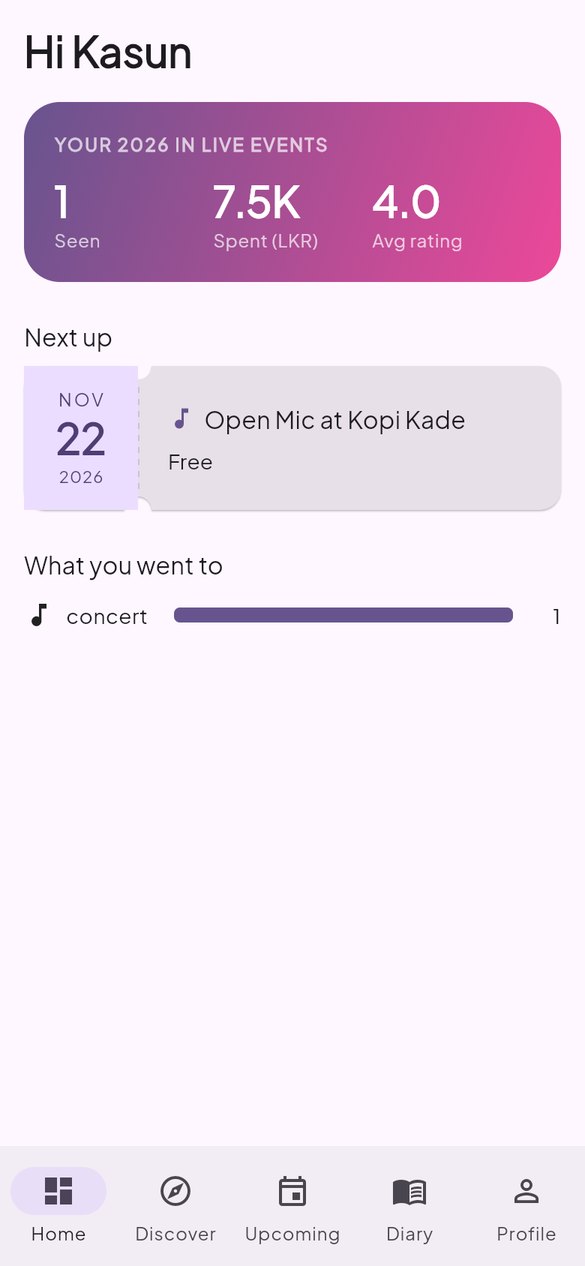 Hi Kasun
YOUR 2026 IN LIVE EVENTS
1 7.5K 4.0
Seen Spent (LKR) Avg rating
Next up
NOV
22
2026
Open Mic at Kopi Kade
Free
What you went to
concert 1
Home Discover Upcoming Diary Profile